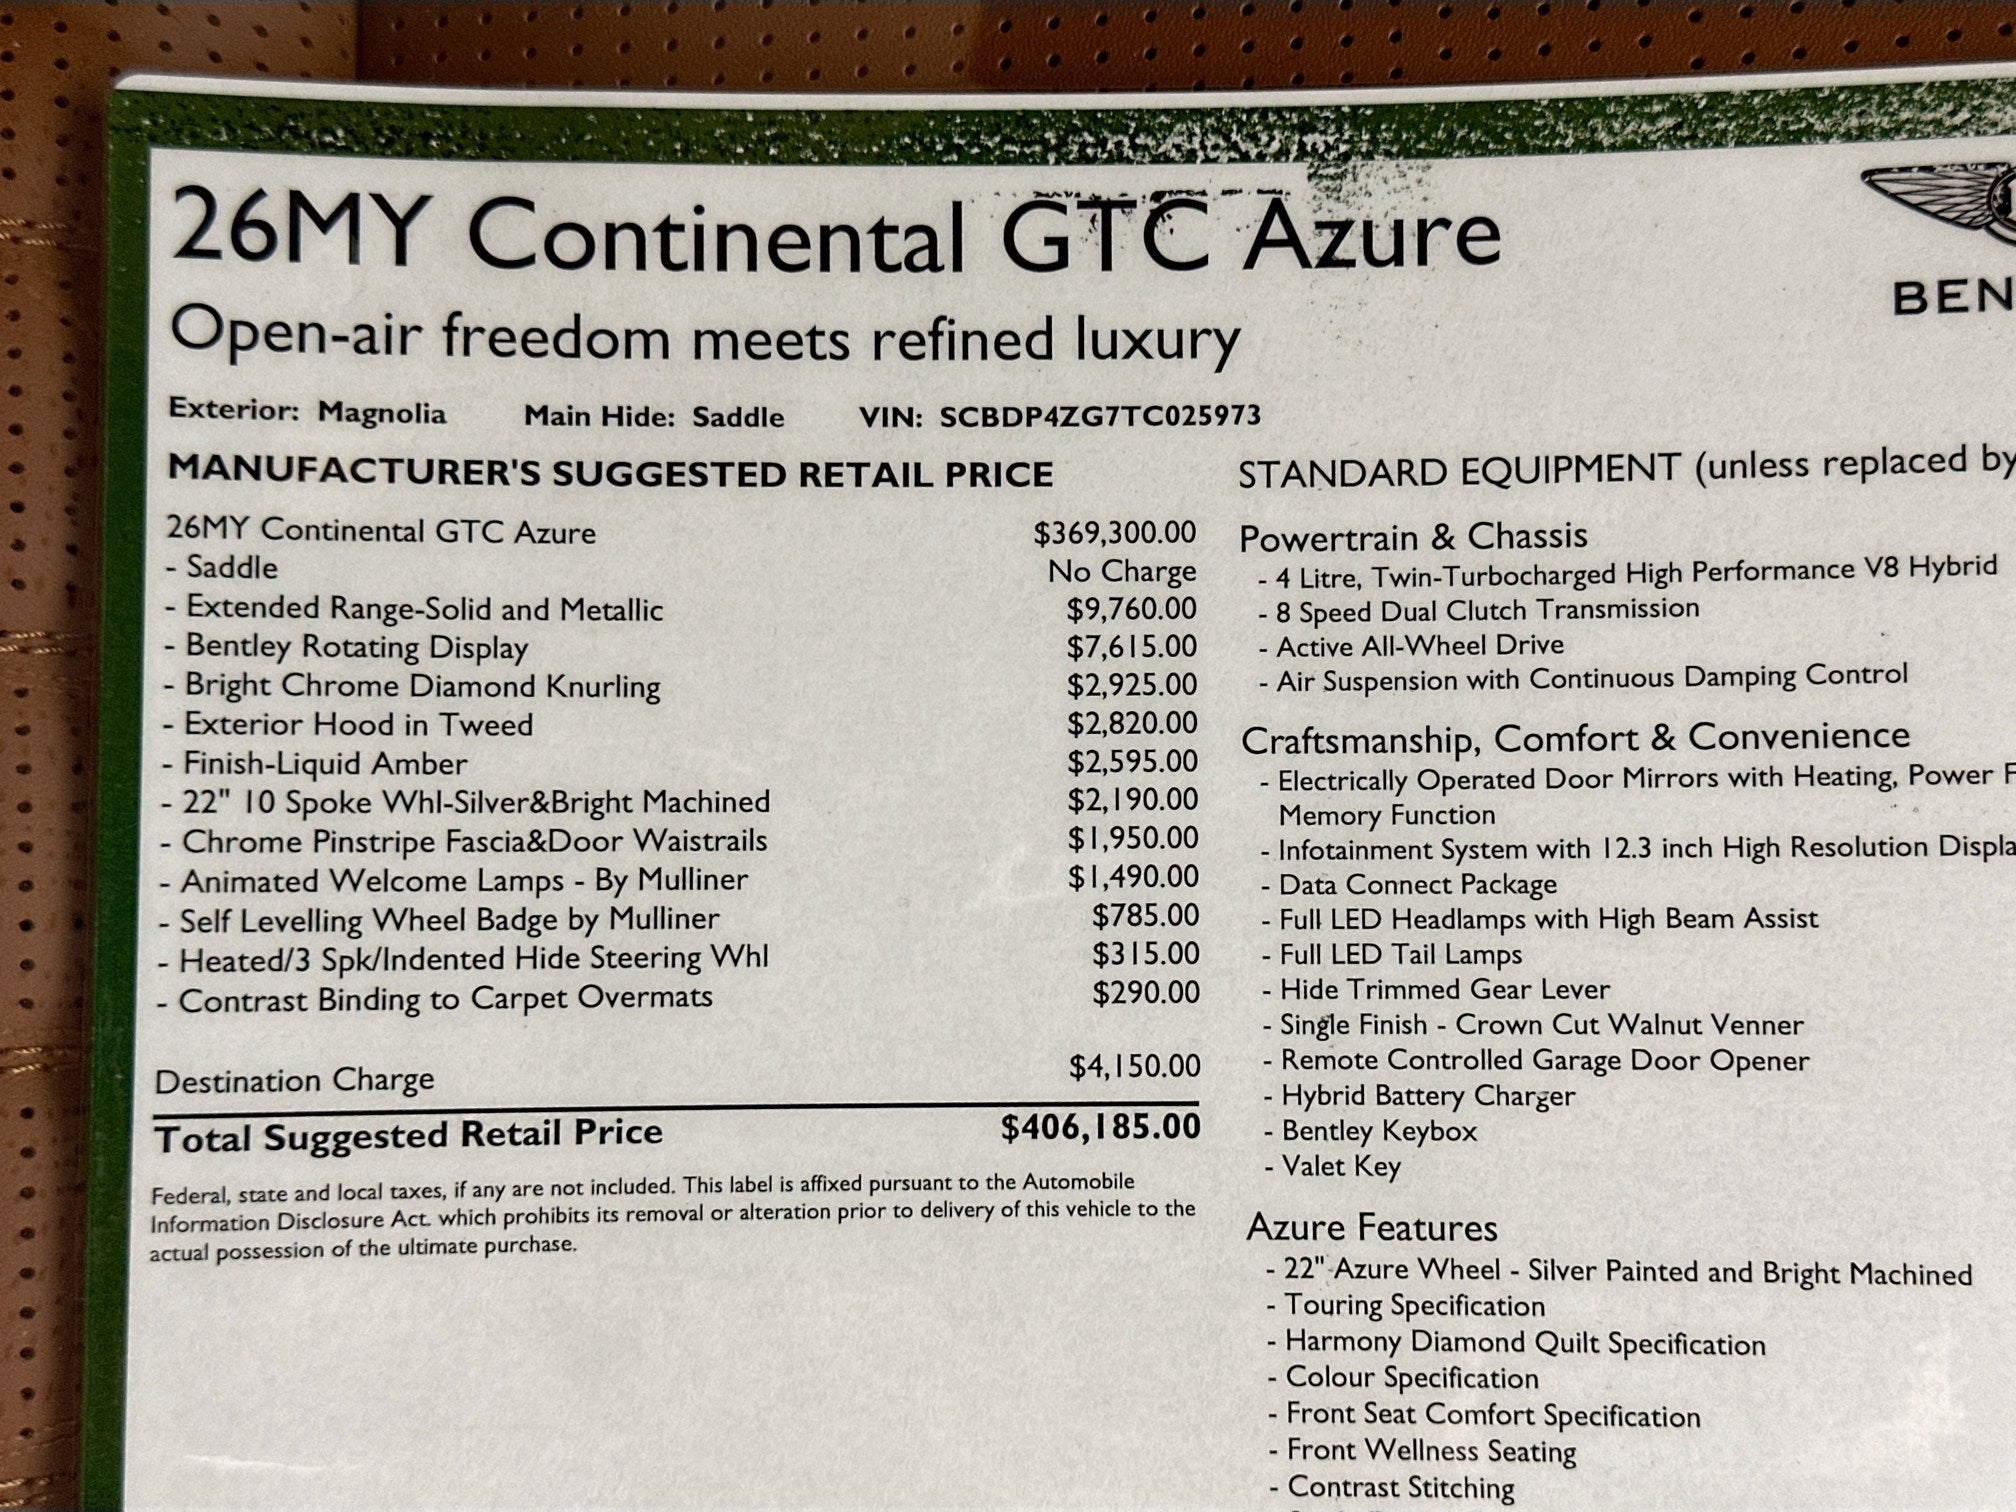 26MY Continental GTC Azure
Open-air freedom meets refined luxury
BEN
Exterior: Magnolia Main Hide: Saddle VIN: SCBDP4ZG7TC025973
MANUFACTURER'S SUGGESTED RETAIL PRICE
26MY Continental GTC Azure $369,300.00
- Saddle No Charge
- Extended Range-Solid and Metallic $9,760.00
- Bentley Rotating Display $7,615.00
- Bright Chrome Diamond Knurling $2,925.00
- Exterior Hood in Tweed $2,820.00
- Finish-Liquid Amber $2,595.00
- 22" 10 Spoke Whl-Silver&Bright Machined $2,190.00
- Chrome Pinstripe Fascia&Door Waistrails $1,950.00
- Animated Welcome Lamps - By Mulliner $1,490.00
- Self Levelling Wheel Badge by Mulliner $785.00
- Heated/3 Spk/Indented Hide Steering Whl $315.00
- Contrast Binding to Carpet Overmats $290.00
Destination Charge $4,150.00
Total Suggested Retail Price $406,185.00
Federal, state and local taxes, if any are not included. This label is affixed pursuant to the Automobile
Information Disclosure Act. which prohibits its removal or alteration prior to delivery of this vehicle to the
actual possession of the ultimate purchase.
STANDARD EQUIPMENT (unless replaced by
Powertrain & Chassis
- 4 Litre, Twin-Turbocharged High Performance V8 Hybrid
- 8 Speed Dual Clutch Transmission
- Active All-Wheel Drive
- Air Suspension with Continuous Damping Control
Craftsmanship, Comfort & Convenience
- Electrically Operated Door Mirrors with Heating, Power F
Memory Function
- Infotainment System with 12.3 inch High Resolution Displa
- Data Connect Package
- Full LED Headlamps with High Beam Assist
- Full LED Tail Lamps
- Hide Trimmed Gear Lever
- Single Finish - Crown Cut Walnut Venner
- Remote Controlled Garage Door Opener
- Hybrid Battery Charger
- Bentley Keybox
- Valet Key
Azure Features
- 22" Azure Wheel - Silver Painted and Bright Machined
- Touring Specification
- Harmony Diamond Quilt Specification
- Colour Specification
- Front Seat Comfort Specification
- Front Wellness Seating
- Contrast Stitching